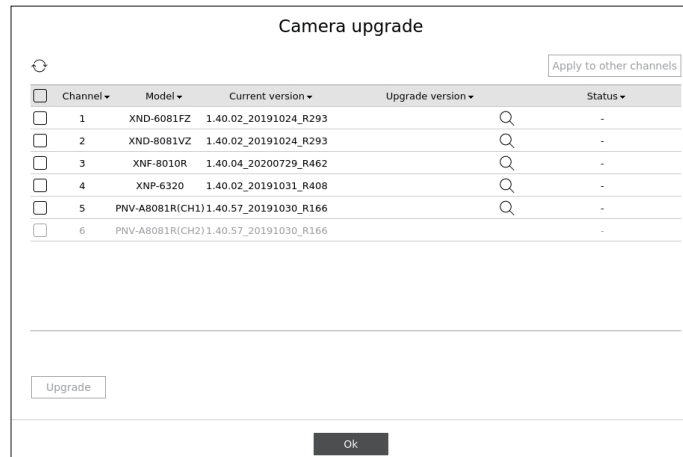 Camera upgrade
Apply to other channels
Channel Model Current version Upgrade version Status
1 XND-6081FZ 1.40.02_20191024_R293 -
2 XND-8081VZ 1.40.02_20191024_R293 -
3 XNF-8010R 1.40.04_20200729_R462 -
4 XNP-6320 1.40.02_20191031_R408 -
5 PNV-A8081R(CH1) 1.40.57_20191030_R166 -
6 PNV-A8081R(CH2) 1.40.57_20191030_R166 -
Upgrade
Ok